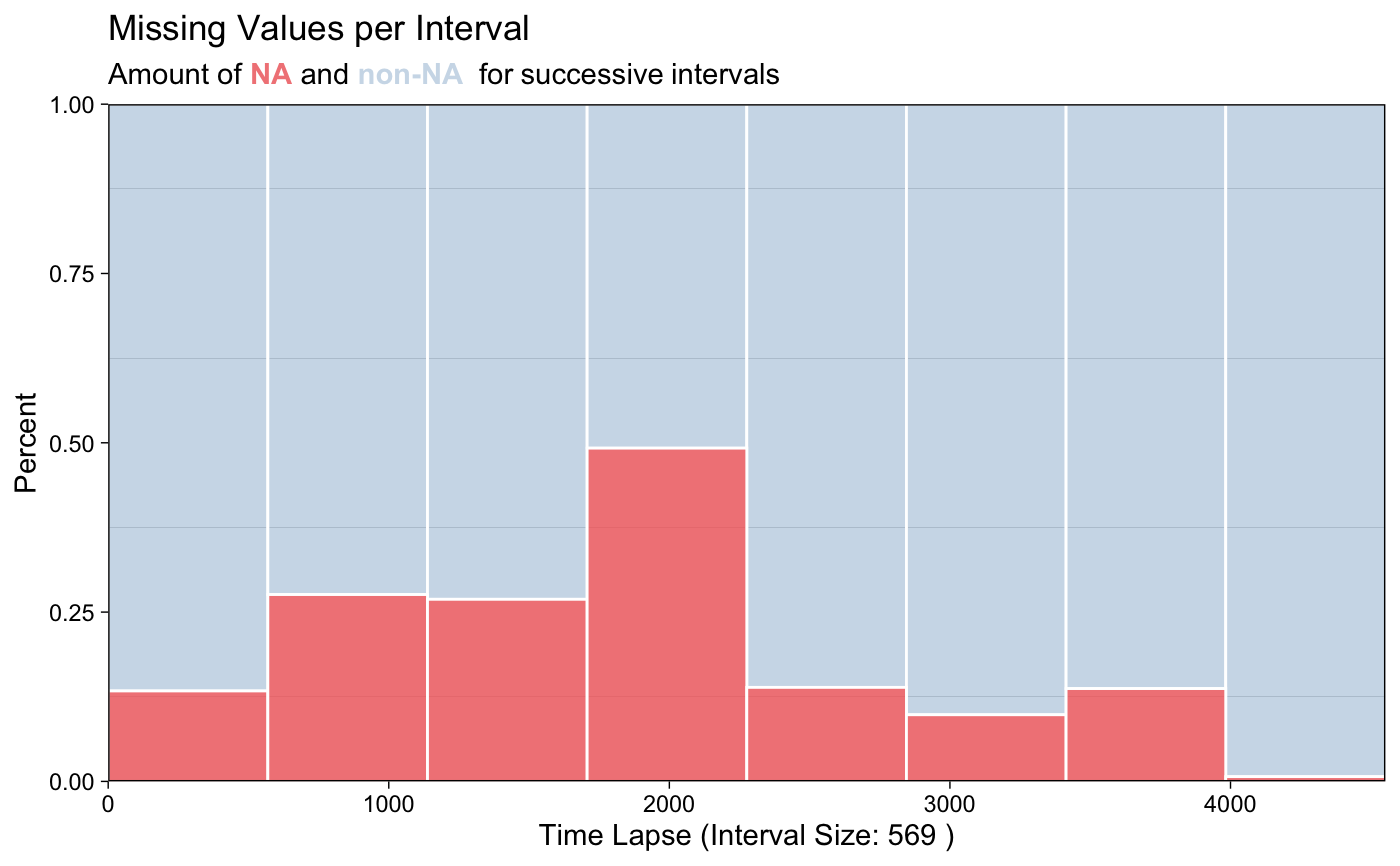 Missing Values per Interval
Amount of NA and non-NA for successive intervals
1.00
0.75
0.50
0.25
0.00
Percent
0 1000 2000 3000 4000
Time Lapse (Interval Size: 569 )